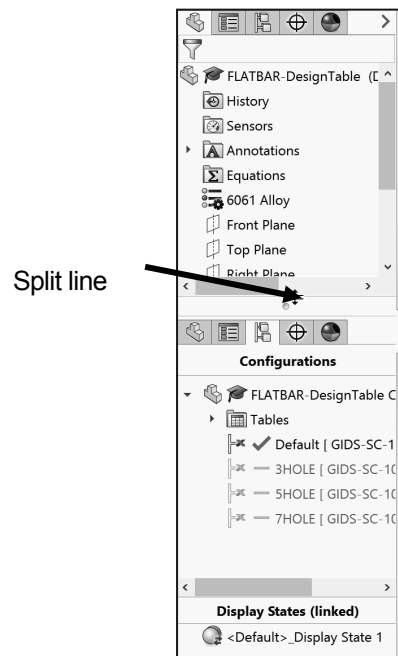 FLATBAR-DesignTable (D
History
Sensors
Annotations
Equations
6061 Alloy
Front Plane
Top Plane
Right Plane
Split line
Configurations
FLATBAR-DesignTable C
Tables
Default [ GIDS-SC-1
3HOLE [ GIDS-SC-10
5HOLE [ GIDS-SC-10
7HOLE [ GIDS-SC-10
Display States (linked)
<Default>_Display State 1